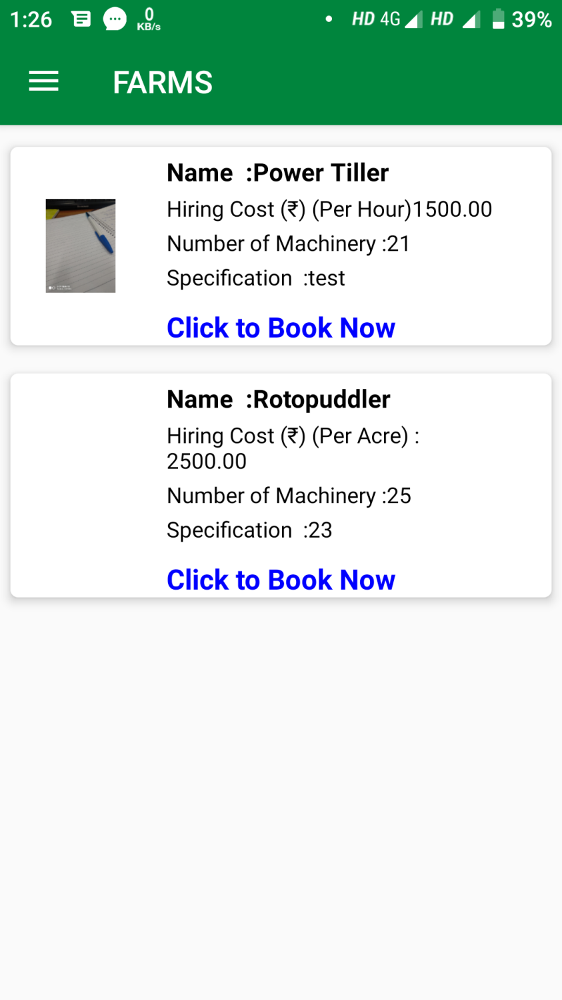 1:26 0 KB/s HD 4G HD 39%
FARMS
Name  :Power Tiller
Hiring Cost (₹) (Per Hour)1500.00
Number of Machinery :21
Specification  :test
Click to Book Now
Name  :Rotopuddler
Hiring Cost (₹) (Per Acre) :
2500.00
Number of Machinery :25
Specification  :23
Click to Book Now